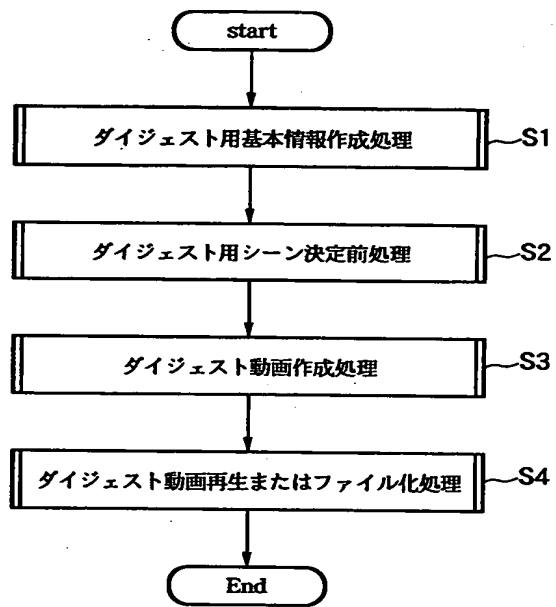 start
ダイジェスト用基本情報作成処理 S1
ダイジェスト用シーン決定前処理 S2
ダイジェスト動画作成処理 S3
ダイジェスト動画再生またはファイル化処理 S4
End